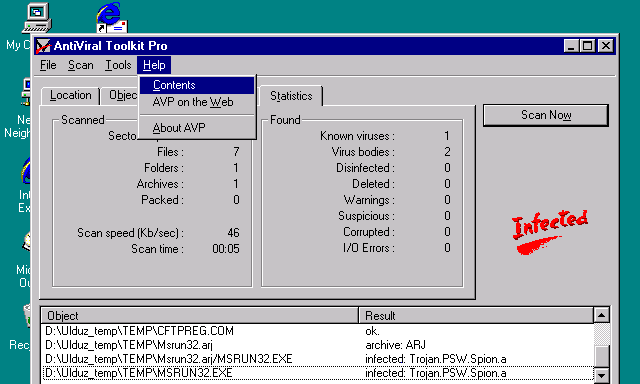 My C
AntiViral Toolkit Pro
File Scan Tools Help
Contents
AVP on the Web
About AVP
Location Objec Statistics
Scan Now
Scanned
Secto
Files : 7
Folders : 1
Archives : 1
Packed : 0
Scan speed (Kb/sec) : 46
Scan time : 00:05
Found
Known viruses : 1
Virus bodies : 2
Disinfected : 0
Deleted : 0
Warnings : 0
Suspicious : 0
Corrupted : 0
I/O Errors : 0
Infected
Ne
Neighb
Int
Ex
Mic
Ou
Rec
Object Result
D:\Ulduz_temp\TEMP\CFTPREG.COM ok.
D:\Ulduz_temp\TEMP\Msrun32.arj archive: ARJ
D:\Ulduz_temp\TEMP\Msrun32.arj/MSRUN32.EXE infected: Trojan.PSW.Spion.a
D:\Ulduz_temp\TEMP\MSRUN32.EXE infected: Trojan.PSW.Spion.a